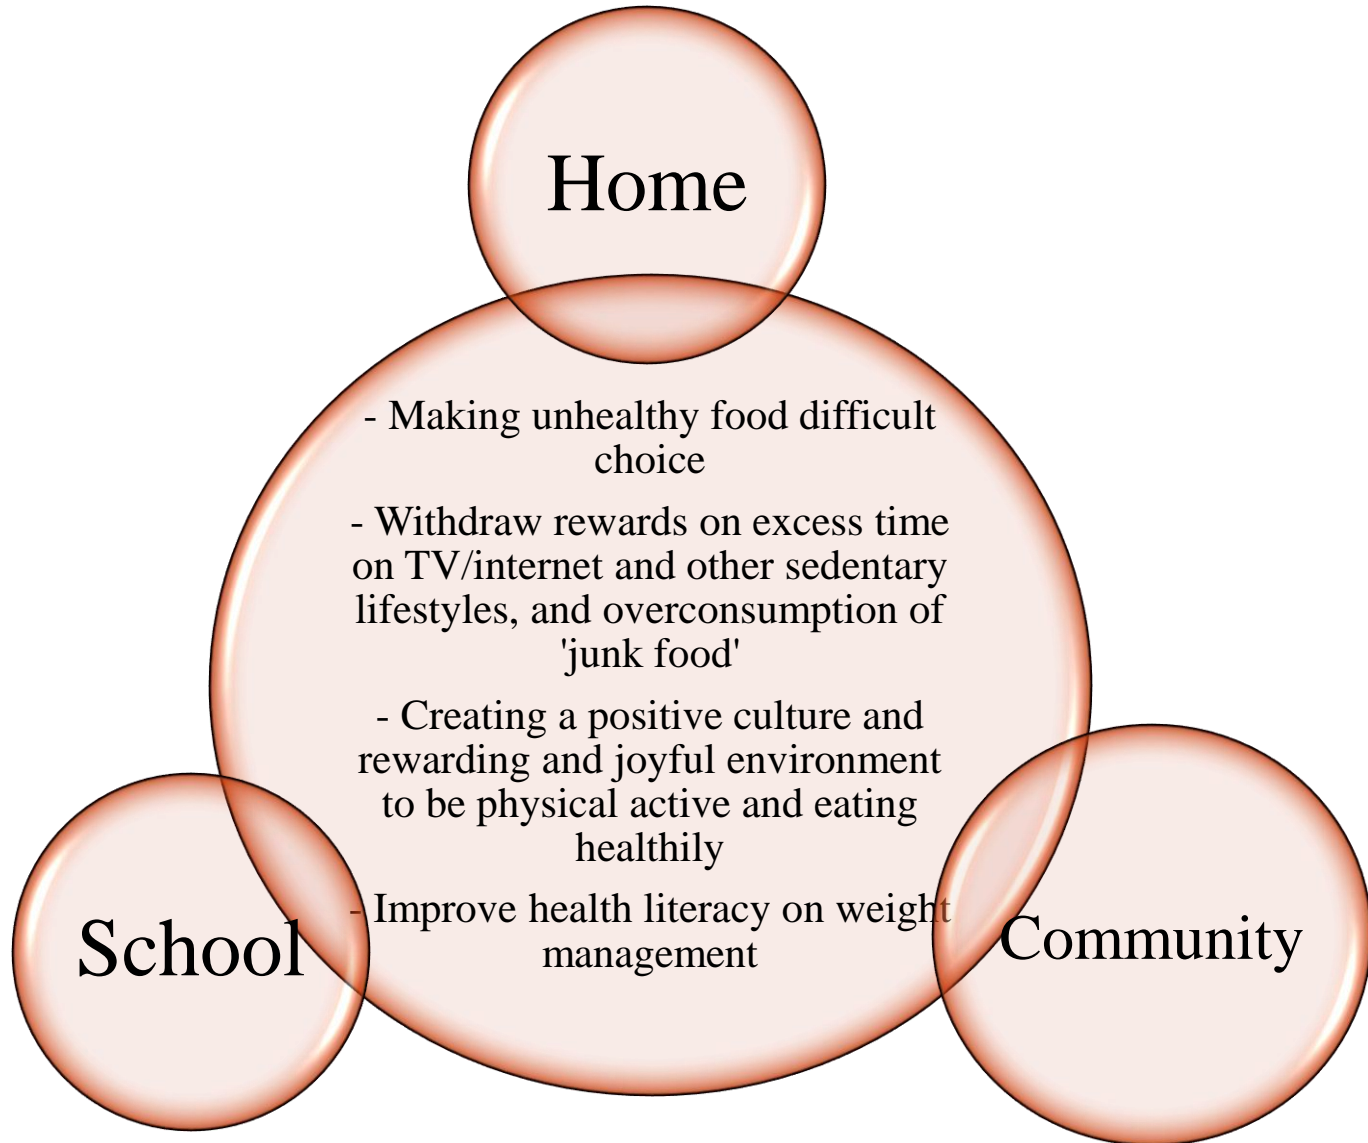 Home
- Making unhealthy food difficult
choice
- Withdraw rewards on excess time
on TV/internet and other sedentary
lifestyles, and overconsumption of
'junk food'
- Creating a positive culture and
rewarding and joyful environment
to be physical active and eating
healthily
- Improve health literacy on weight
management
School
Community